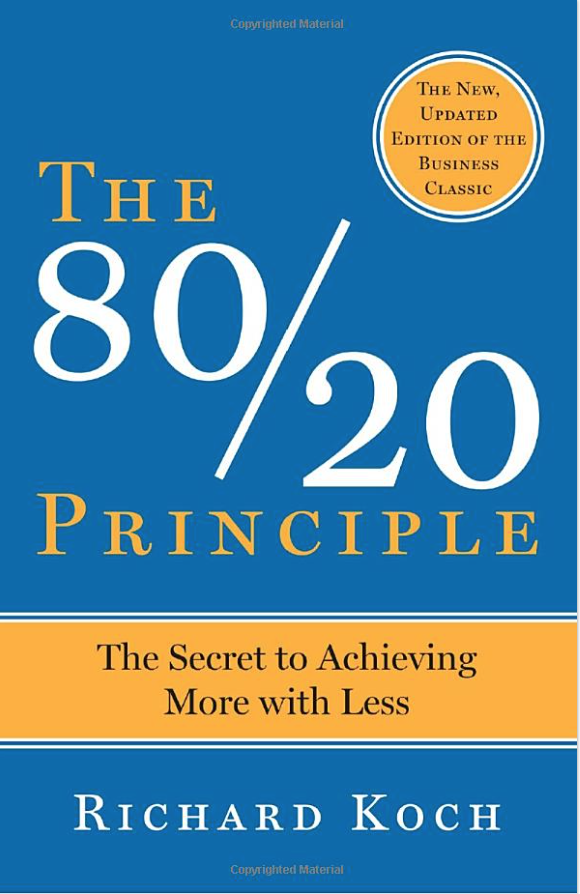 Copyrighted Material
The New,
Updated
Edition of the
Business
Classic
The
80/20
Principle
The Secret to Achieving
More with Less
Richard Koch
Copyrighted Material